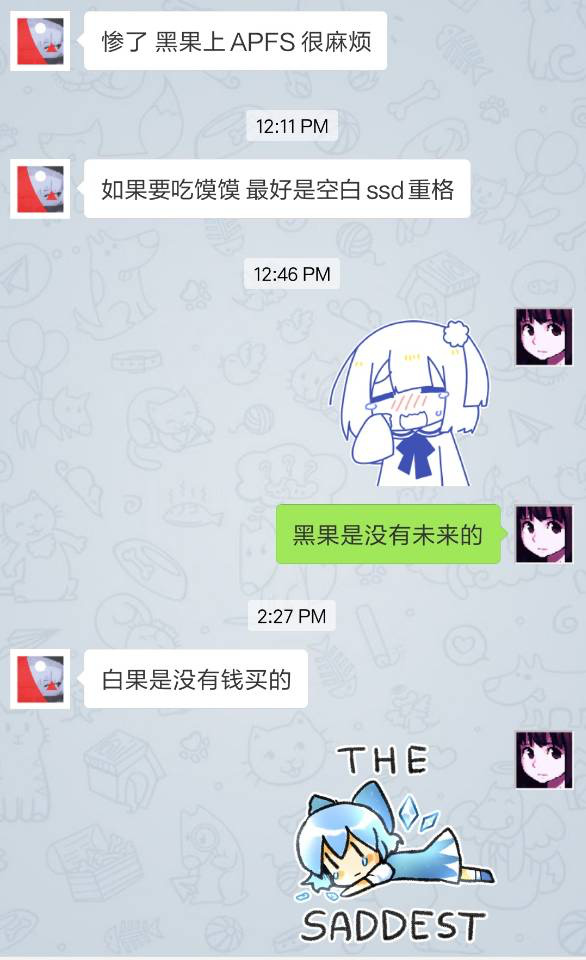 惨了 黑果上 APFS 很麻烦
12:11 PM
如果要吃馍馍 最好是空白 ssd 重格
12:46 PM
黑果是没有未来的
2:27 PM
白果是没有钱买的
THE
SADDEST